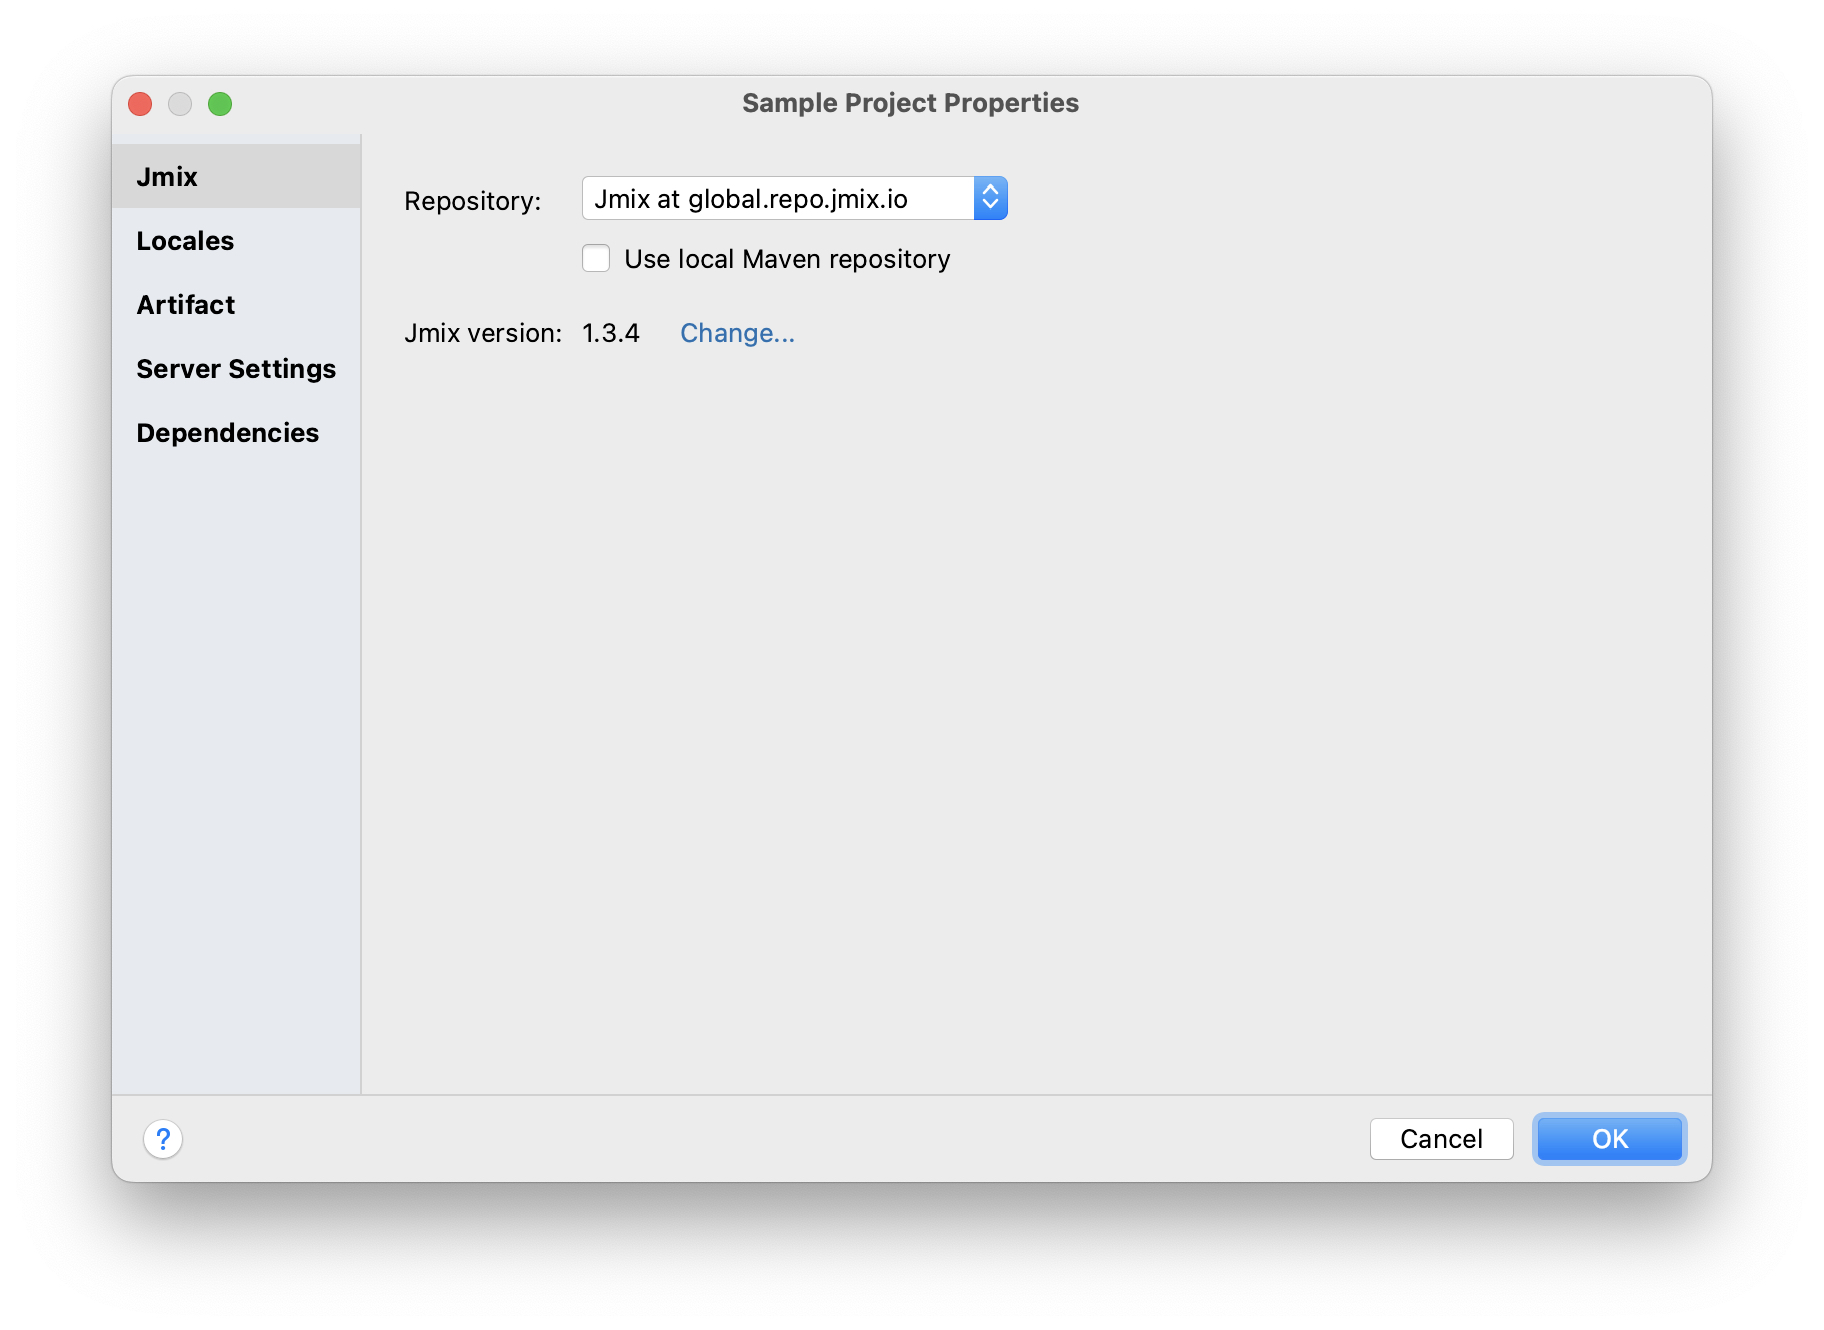 Sample Project Properties
Jmix
Locales
Artifact
Server Settings
Dependencies
Repository: Jmix at global.repo.jmix.io
Use local Maven repository
Jmix version: 1.3.4 Change...
?
Cancel OK